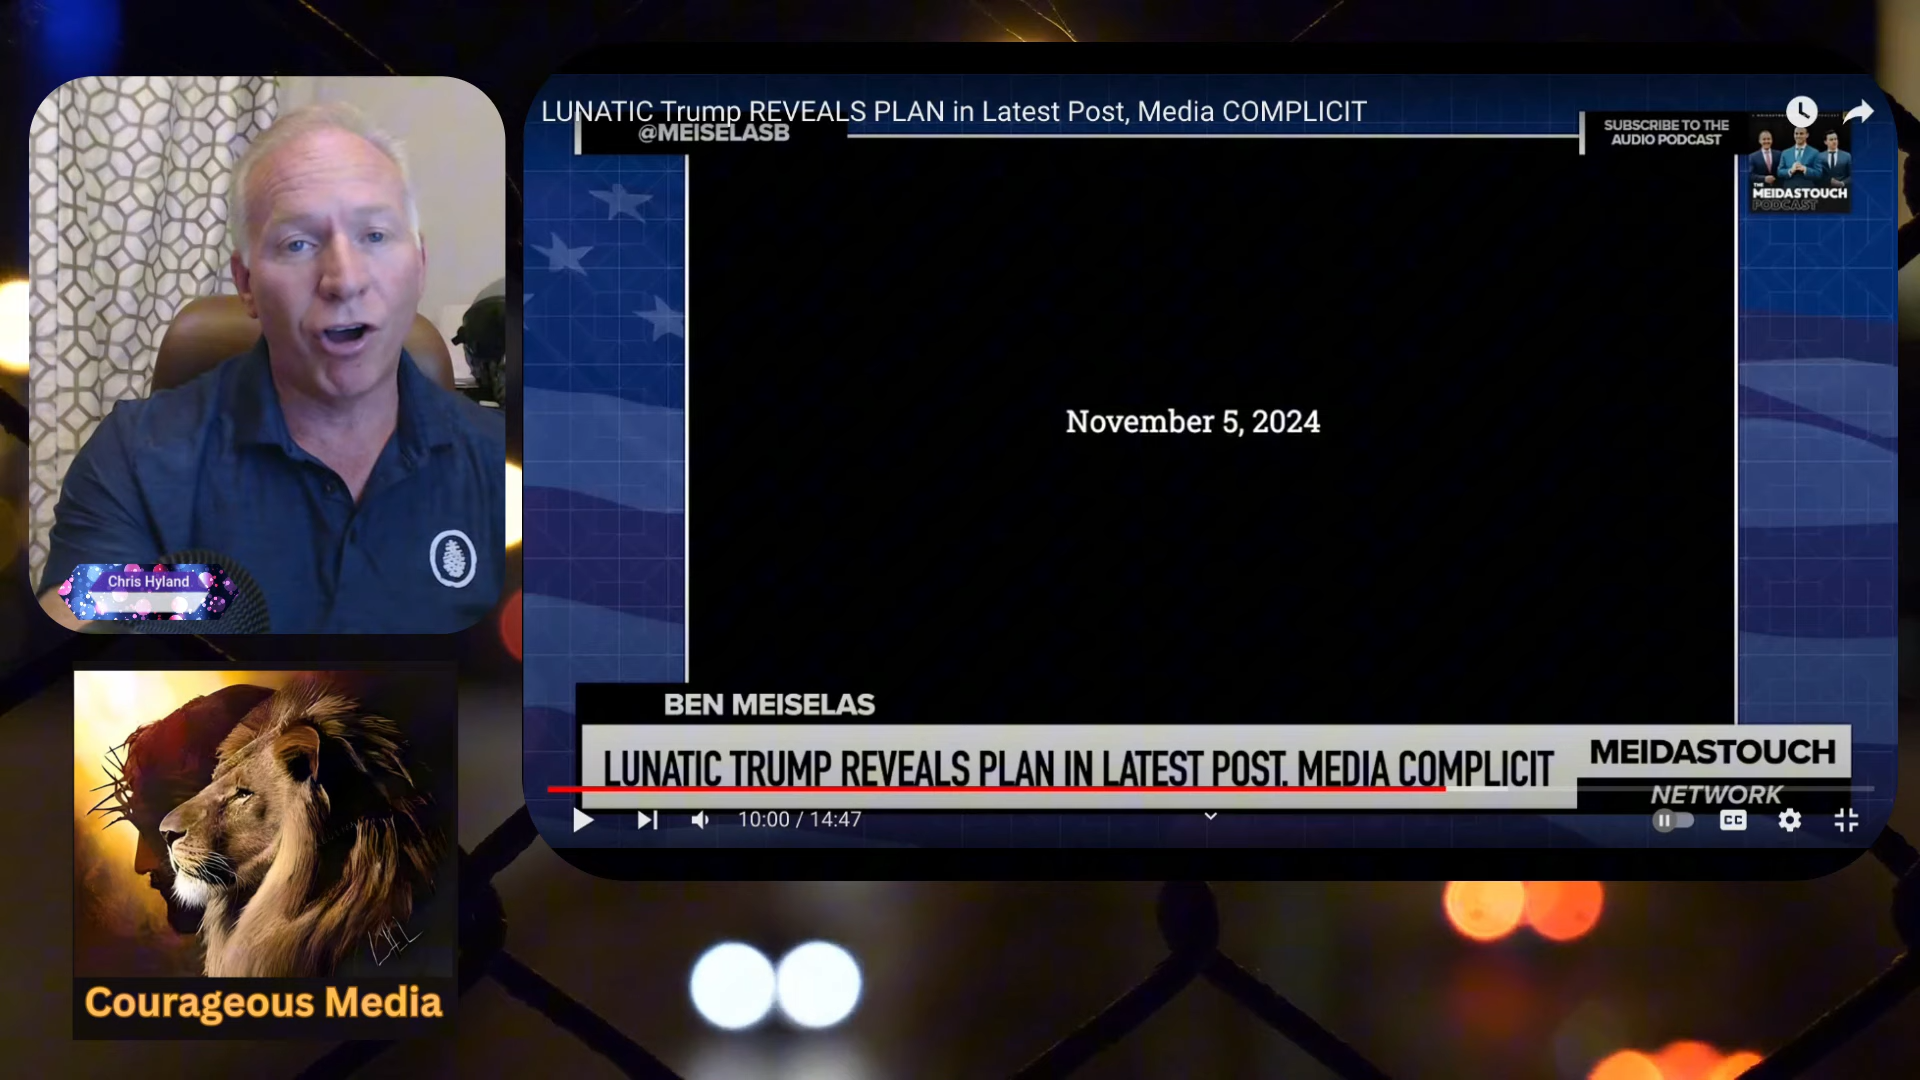 LUNATIC Trump REVEALS PLAN in Latest Post, Media COMPLICIT
@MEISELASB
SUBSCRIBE TO THE
AUDIO PODCAST
THE
MEIDASTOUCH
PODCAST
November 5, 2024
Chris Hyland
BEN MEISELAS
LUNATIC TRUMP REVEALS PLAN IN LATEST POST, MEDIA COMPLICIT
MEIDASTOUCH
NETWORK
10:00 / 14:47
CC
Courageous Media